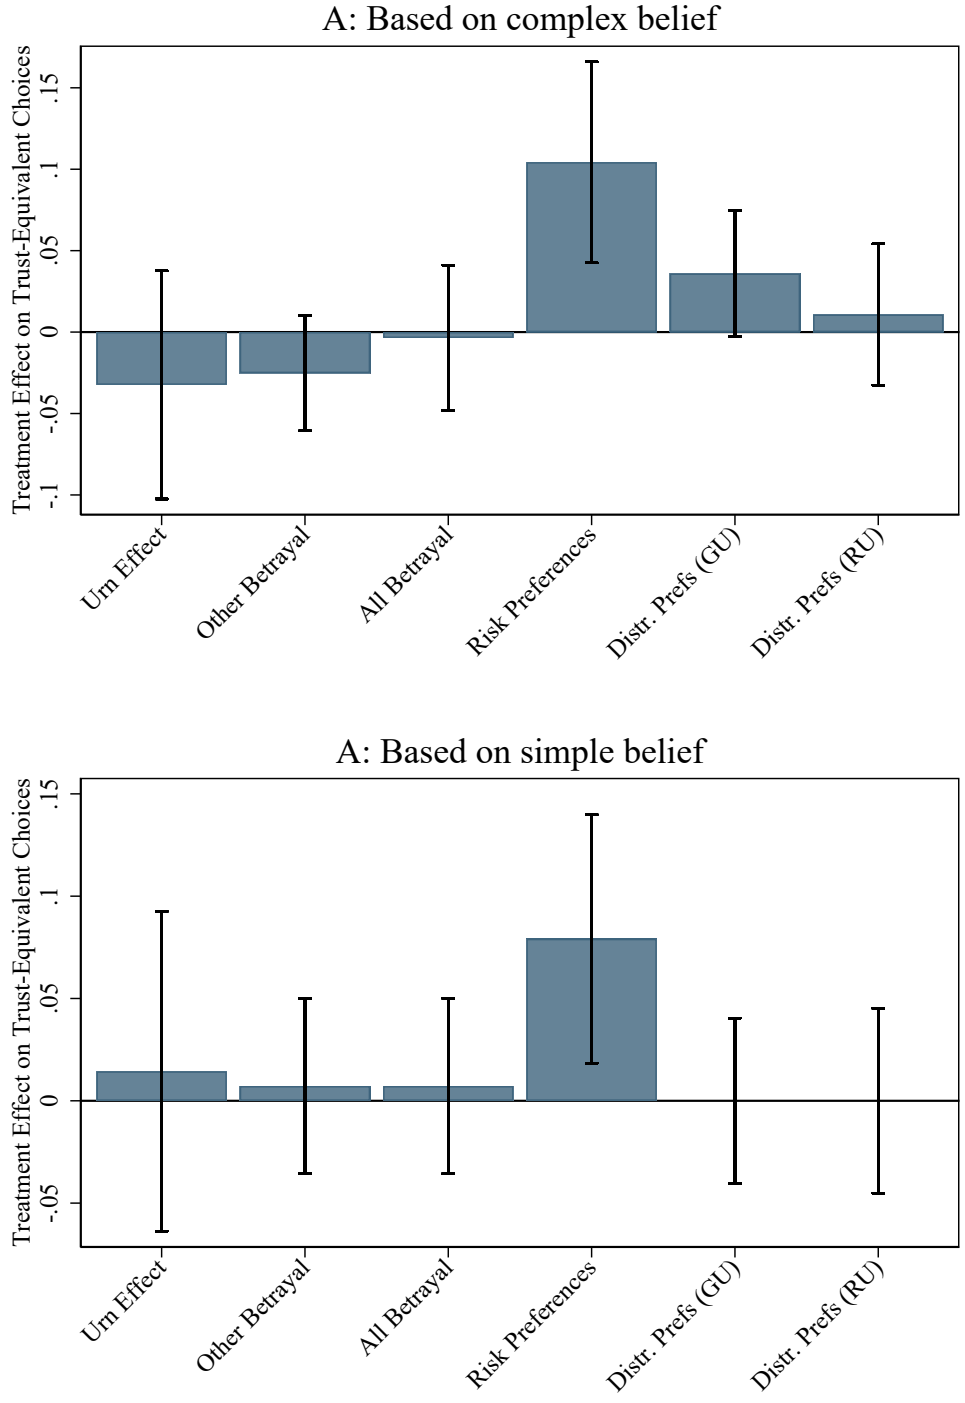 A: Based on complex belief
Treatment Effect on Trust-Equivalent Choices
.15
.1
.05
0
-.05
-.1
Urn Effect
Other Betrayal
All Betrayal
Risk Preferences
Distr. Prefs (GU)
Distr. Prefs (RU)
A: Based on simple belief
Treatment Effect on Trust-Equivalent Choices
.15
.1
.05
0
-.05
Urn Effect
Other Betrayal
All Betrayal
Risk Preferences
Distr. Prefs (GU)
Distr. Prefs (RU)